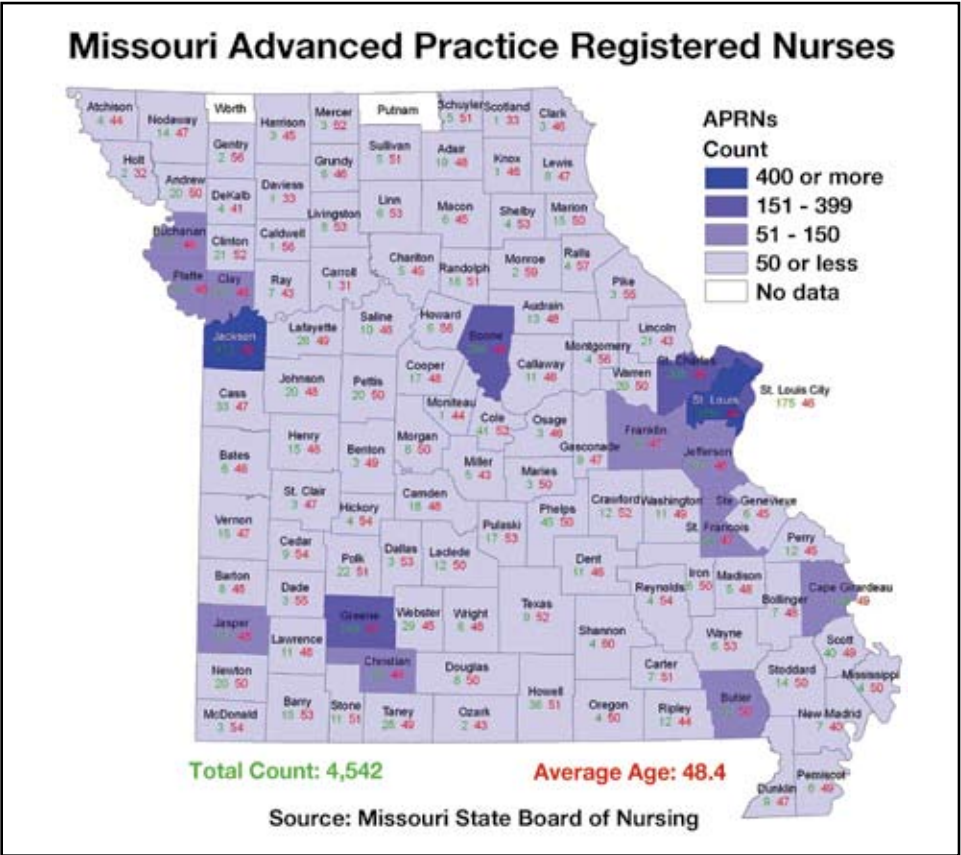 Missouri Advanced Practice Registered Nurses
APRNs
Count
400 or more
151 - 399
51 - 150
50 or less
No data
Atchison
4 44
Nodaway
14 47
Worth
Harrison
3 45
Mercer
3 52
Putnam
Schuyler
5 51
Scotland
1 33
Clark
3 46
Holt
2 32
Gentry
2 56
Sullivan
5 51
Adair
19 48
Knox
1 46
Lewis
8 47
Andrew
20 50
DeKalb
4 41
Daviess
1 33
Grundy
6 46
Livingston
8 53
Linn
6 53
Macon
6 45
Shelby
4 53
Marion
15 50
Buchanan
Clinton
21 52
Caldwell
1 56
Chariton
5 45
Randolph
16 51
Monroe
2 59
Ralls
4 57
Platte
Clay
Ray
7 43
Carroll
1 31
Pike
3 55
Jackson
Lafayette
26 49
Saline
10 46
Howard
6 56
Boone
Audrain
13 48
Lincoln
21 43
Montgomery
4 56
St. Charles
Cass
33 47
Johnson
20 48
Pettis
20 50
Cooper
17 48
Callaway
11 46
Warren
20 50
St. Louis
St. Louis City
175 46
Moniteau
1 44
Cole
41 52
Osage
3 46
Franklin
Jefferson
Henry
15 46
Benton
3 49
Morgan
6 50
Miller
5 43
Gasconade
9 47
Bates
6 48
Maries
3 50
St. Clair
3 47
Hickory
4 54
Camden
18 48
Phelps
45 50
Crawford
12 52
Washington
11 49
Ste. Genevieve
6 45
Vernon
15 47
Pulaski
17 53
St. Francois
Cedar
9 54
Polk
22 51
Dallas
3 53
Laclede
12 50
Dent
11 46
Perry
12 45
Barton
8 48
Dade
3 55
Reynolds
4 54
Iron
50
Madison
5 48
Bollinger
7 48
Cape Girardeau
49
Jasper
Greene
Webster
29 45
Wright
8 48
Texas
9 52
Shannon
4 60
Lawrence
11 48
Wayne
6 53
Scott
40 49
Newton
20 50
Christian
Douglas
8 50
Carter
7 51
Stoddard
14 50
Mississippi
4 50
McDonald
3 54
Barry
15 53
Stone
11 51
Taney
28 49
Ozark
2 43
Howell
36 51
Oregon
4 50
Ripley
12 44
Butler
New Madrid
7 40
Dunklin
9 47
Pemiscot
6 49
Total Count: 4,542
Average Age: 48.4
Source: Missouri State Board of Nursing